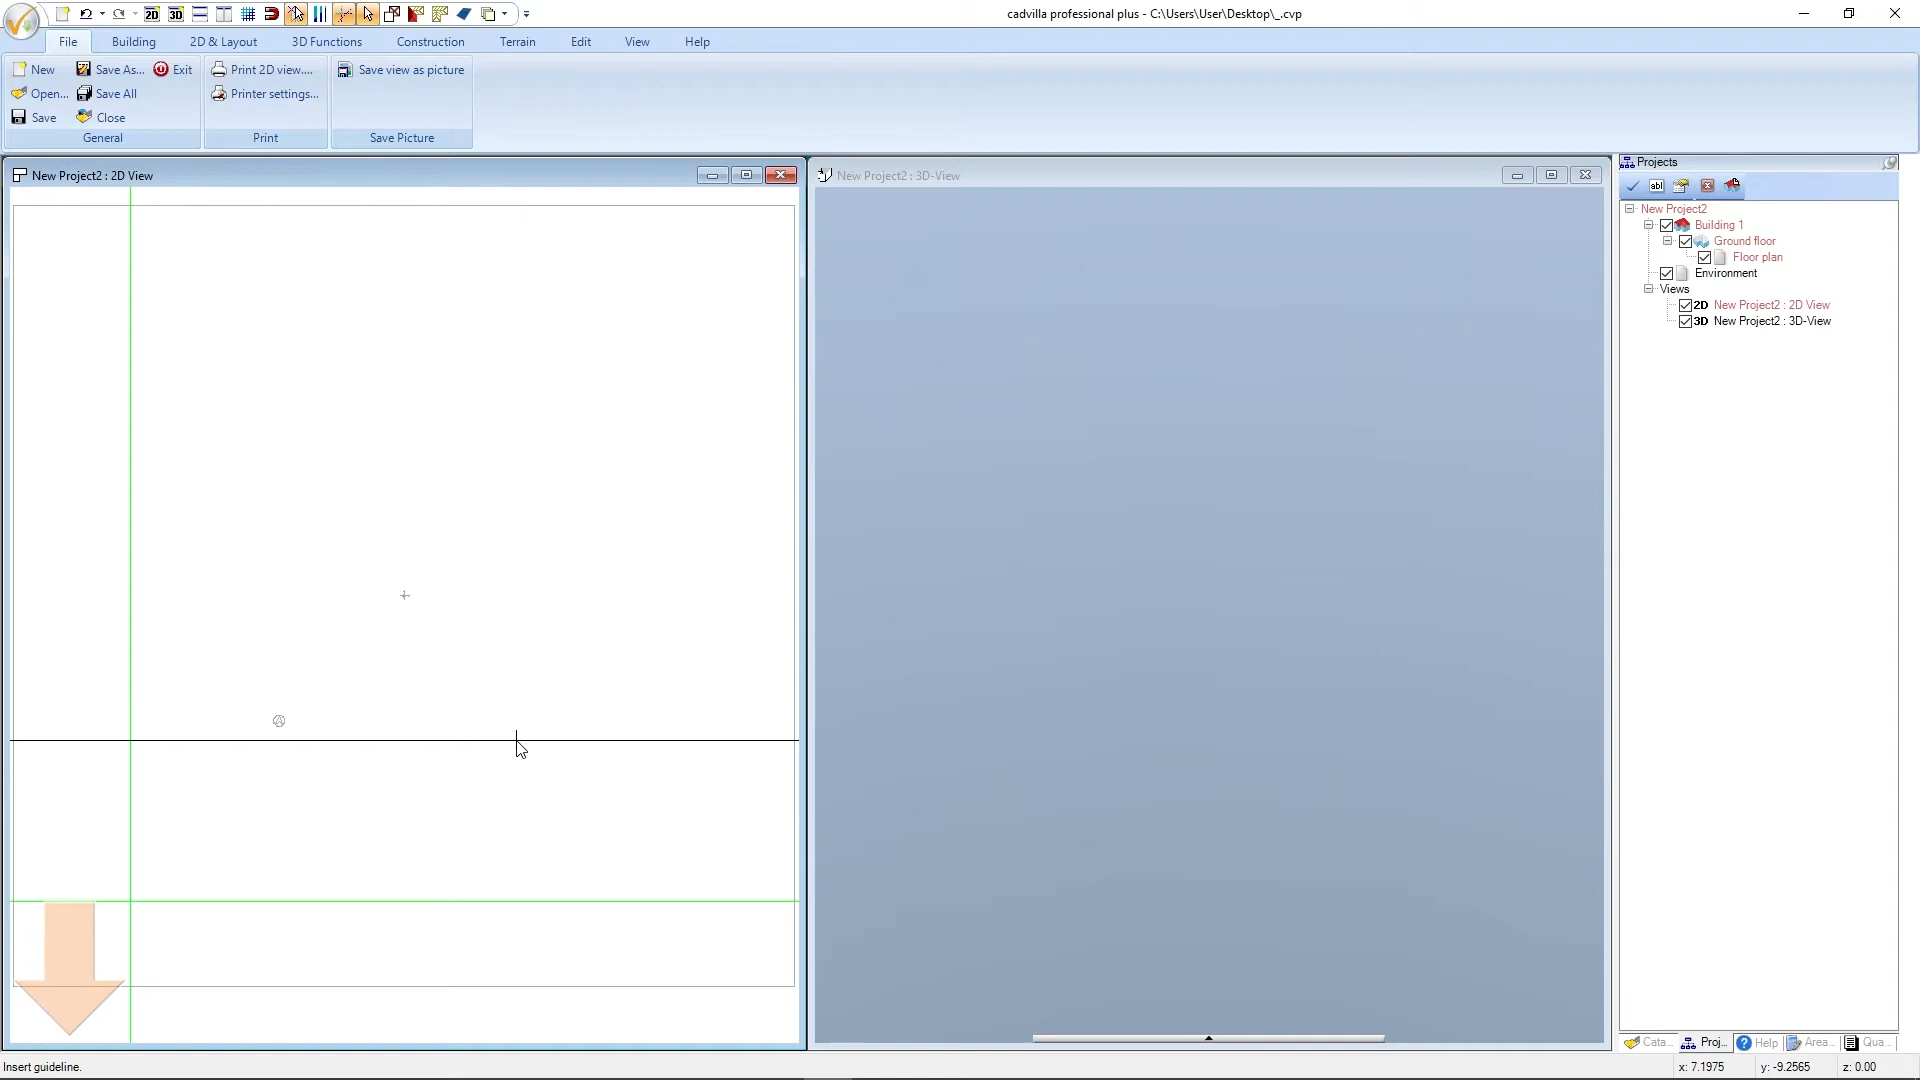 2D 3D
cadvilla professional plus - C:\Users\User\Desktop\_.cvp
File Building 2D & Layout 3D Functions Construction Terrain Edit View Help
New Save As... Exit Print 2D view.... Save view as picture
Open... Save All Printer settings...
Save Close
General Print Save Picture
New Project2 : 2D View
New Project2 : 3D-View
Projects
abl
New Project2
Building 1
Ground floor
Floor plan
Environment
Views
2D New Project2 : 2D View
3D New Project2 : 3D-View
Cata... Proj... Help Area... Qua...
Insert guideline.
x: 7.1975 y: -9.2565 z: 0.00